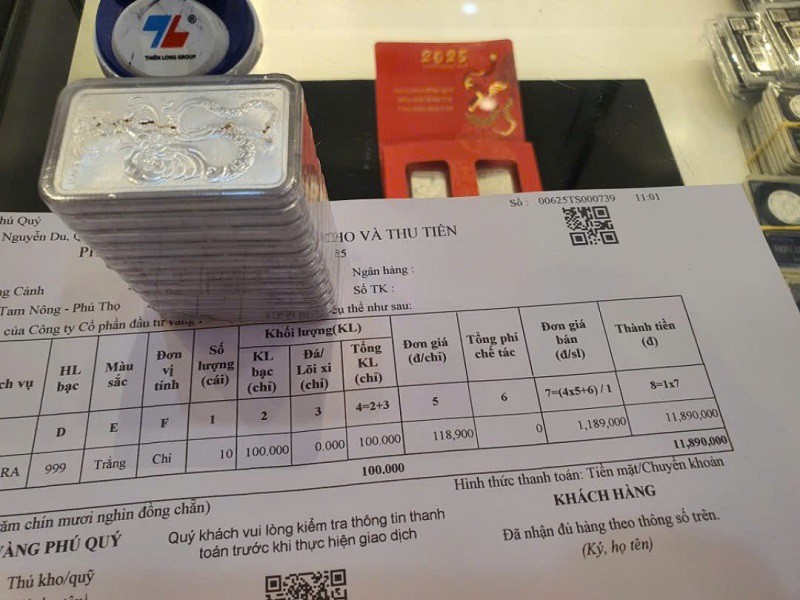 TL ®
THIÊN LONG GROUP
2025
Số : 00625TS000739 11:01
Phú Quý
Nguyễn Du,
HO VÀ THU TIỀN
Ngân hàng :
ng Cánh
Số TK :
Tam Nông - Phú Thọ
của Công ty Cổ phần đầu tư vàng
thể như sau:
ch vụ
HL bạc
Màu sắc
Đơn vị tính
Số lượng (cái)
Khối lượng(KL)
KL bạc (chỉ)
Đá/ Lõi xi (chỉ)
Tổng KL (chỉ)
Đơn giá (đ/chỉ)
Tổng phí chế tác
Đơn giá bán (đ/sl)
Thành tiền (đ)
D E F 1 2 3 4=2+3 5 6 7=(4x5+6) / 1 8=1x7
RA 999 Trắng Chỉ 10 100.000 0.000 100.000 118,900 0 1,189,000 11,890,000
100.000 11,890,000
ăm chín mươi nghìn đồng chẵn)
Hình thức thanh toán: Tiền mặt/Chuyển khoản
VÀNG PHÚ QUÝ
Quý khách vui lòng kiểm tra thông tin thanh
toán trước khi thực hiện giao dịch
KHÁCH HÀNG
Đã nhận đủ hàng theo thông số trên.
(Ký, họ tên)
Thủ kho/quỹ